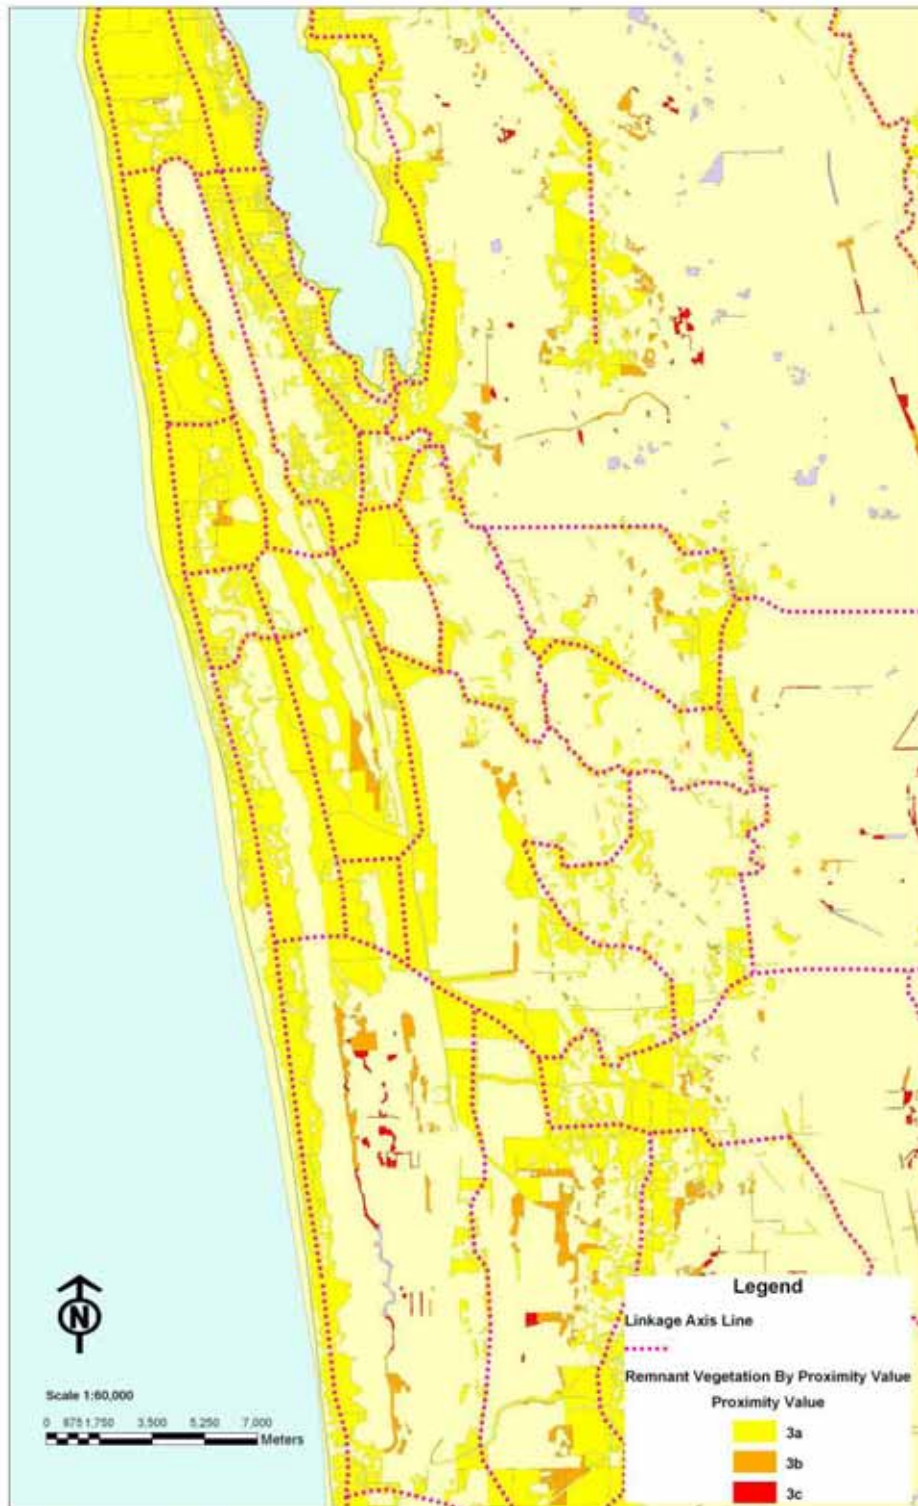 N
Scale 1:60,000
0 875 1,750 3,500 5,250 7,000
Meters
Legend
Linkage Axis Line
Remnant Vegetation By Proximity Value
Proximity Value
3a
3b
3c